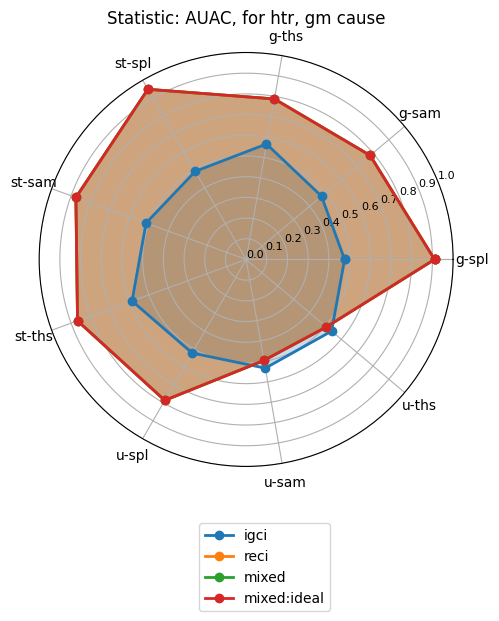 Statistic: AUAC, for htr, gm cause
g-ths
st-spl
g-sam
st-sam
1.0
0.9
0.8
0.7
0.6
0.5
0.4
0.3
0.2
0.1
0.0
g-spl
st-ths
u-ths
u-spl
u-sam
igci
reci
mixed
mixed:ideal